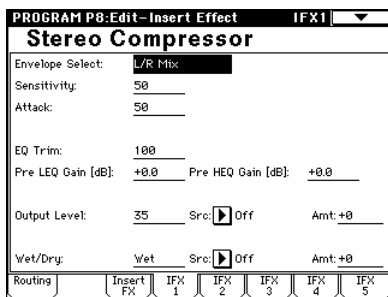 PROGRAM P8:Edit-Insert Effect IFX1
Stereo Compressor
Envelope Select: L/R Mix
Sensitivity: 50
Attack: 50
EQ Trim: 100
Pre LEQ Gain [dB]: +0.0 Pre HEQ Gain [dB]: +0.0
Output Level: 35 Src: Off Amt: +0
Wet/Dry: Wet Src: Off Amt: +0
Routing Insert FX IFX 1 IFX 2 IFX 3 IFX 4 IFX 5